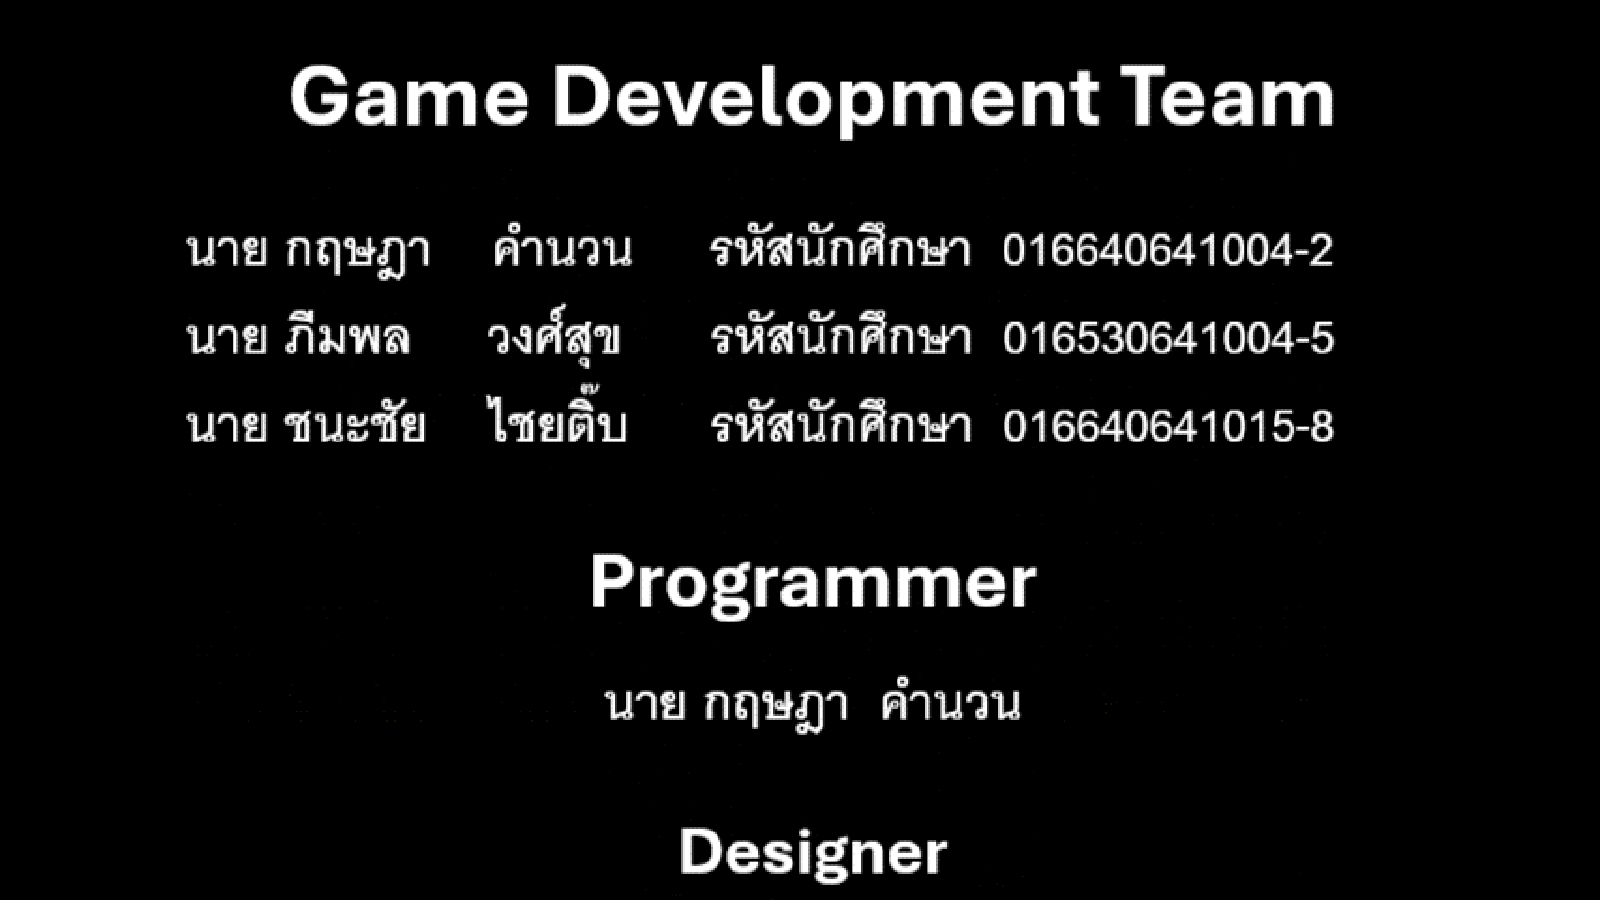 Game Development Team
นาย กฤษฎา คำนวน รหัสนักศึกษา 016640641004-2
นาย ภีมพล วงศ์สุข รหัสนักศึกษา 016530641004-5
นาย ชนะชัย ไชยติ๊บ รหัสนักศึกษา 016640641015-8
Programmer
นาย กฤษฎา คำนวน
Designer